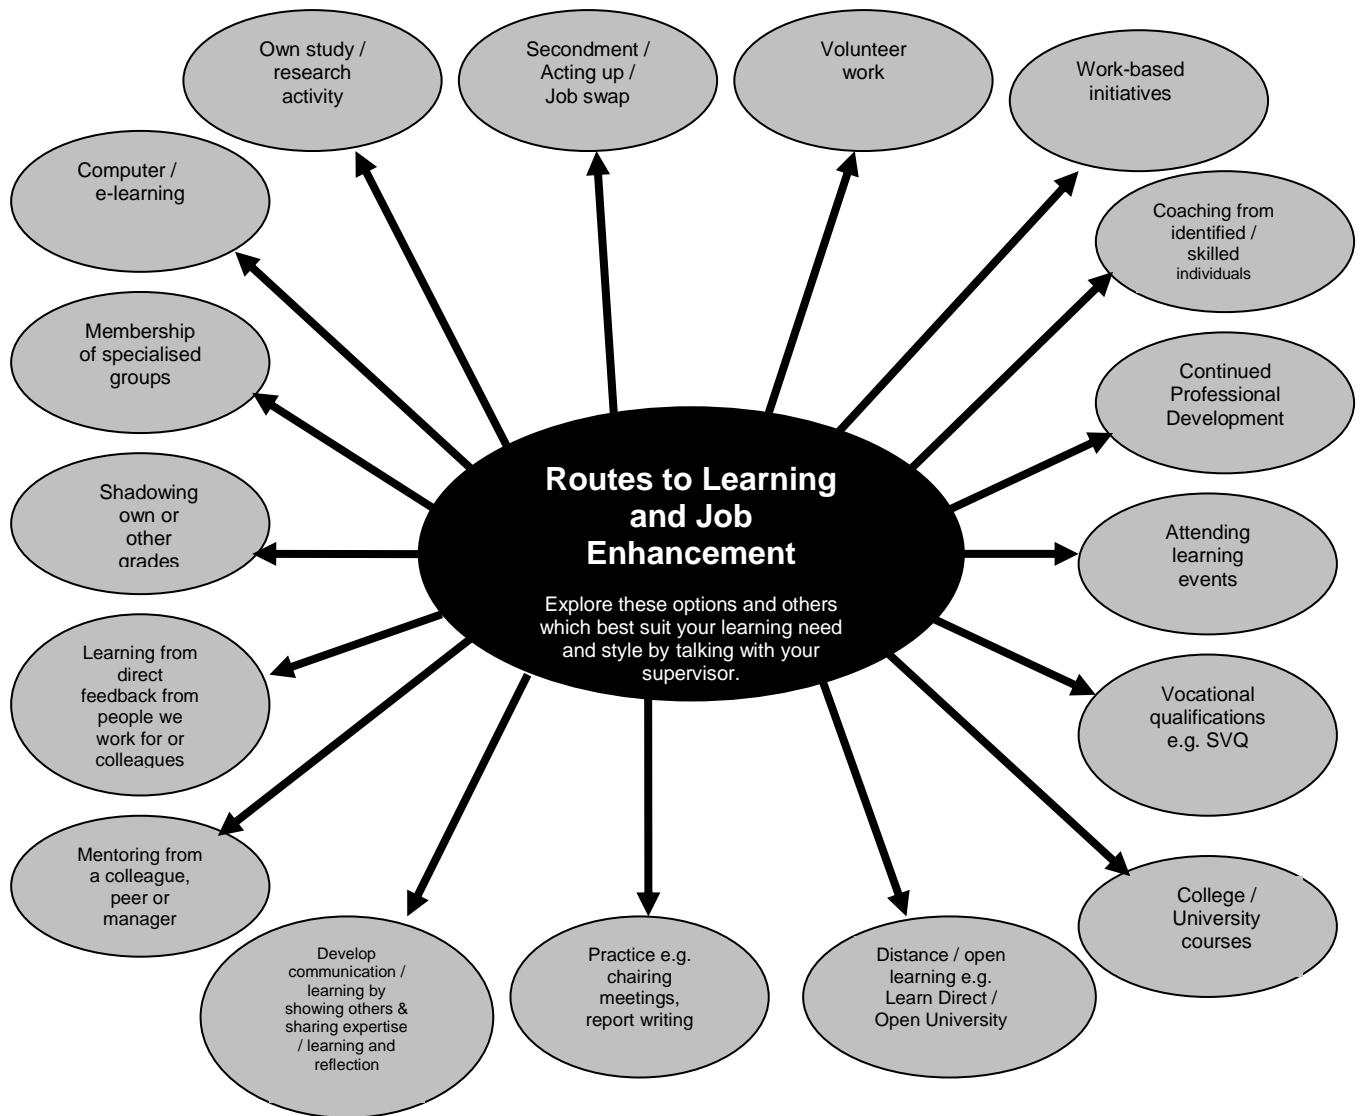 Own study /
research
activity
Secondment /
Acting up /
Job swap
Volunteer
work
Work-based
initiatives
Computer /
e-learning
Coaching from
identified /
skilled
individuals
Membership
of specialised
groups
Continued
Professional
Development
Routes to Learning
and Job
Enhancement
Explore these options and others
which best suit your learning need
and style by talking with your
supervisor.
Shadowing
own or
other
grades
Attending
learning
events
Learning from
direct
feedback from
people we
work for or
colleagues
Vocational
qualifications
e.g. SVQ
Mentoring from
a colleague,
peer or
manager
College /
University
courses
Develop
communication /
learning by
showing others &
sharing expertise
/ learning and
reflection
Practice e.g.
chairing
meetings,
report writing
Distance / open
learning e.g.
Learn Direct /
Open University